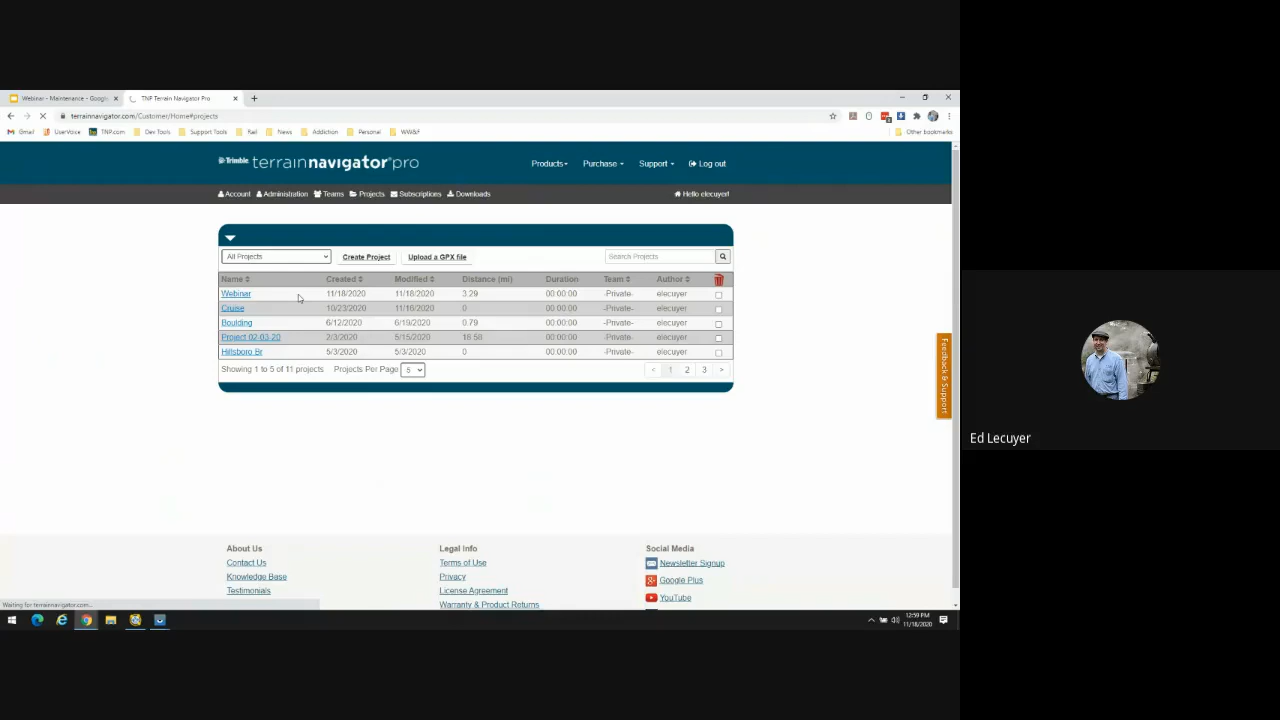 Webinar - Maintenance - Google TNP Terrain Navigator Pro
terrainnavigator.com/Customer/Home#projects
Gmail UserVoice TNP.com Dev Tools Support Tools Rail News Addiction Personal WW&F Other bookmarks
Trimble terrainnavigator pro Products Purchase Support Log out
Account Administration Teams Projects Subscriptions Downloads Hello elecuyer!
All Projects Create Project Upload a GPX file Search Projects
Name Created Modified Distance (mi) Duration Team Author
Webinar 11/18/2020 11/18/2020 3.29 00:00:00 -Private- elecuyer
Cruise 10/23/2020 11/16/2020 0 00:00:00 -Private- elecuyer
Boulding 6/12/2020 6/19/2020 0.79 00:00:00 -Private- elecuyer
Project 02-03-20 2/3/2020 5/15/2020 16.58 00:00:00 -Private- elecuyer
Hillsboro Br 5/3/2020 5/3/2020 0 00:00:00 -Private- elecuyer
Showing 1 to 5 of 11 projects Projects Per Page 5 < 1 2 3 >
Feedback & Support
Ed Lecuyer
About Us Legal Info Social Media
Contact Us Terms of Use Newsletter Signup
Knowledge Base Privacy Google Plus
Testimonials License Agreement YouTube
Warranty & Product Returns
Waiting for terrainnavigator.com...
12:59 PM
11/18/2020